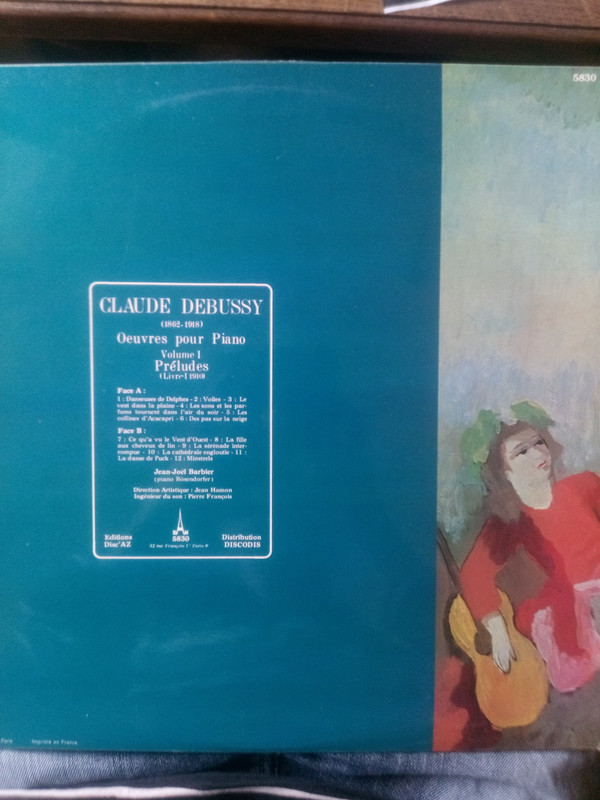 5830
CLAUDE DEBUSSY
(1862-1918)
Oeuvres pour Piano
Volume I
Préludes
(Livre-I 1910)
Face A :
1 : Danseuses de Delphes - 2 : Voiles - 3 : Le
vent dans la plaine - 4 : Les sons et les par-
fums tournent dans l'air du soir - 5 : Les
collines d'Anacapri - 6 : Des pas sur la neige
Face B :
7 : Ce qu'a vu le Vent d'Ouest - 8 : La fille
aux cheveux de lin - 9 : La sérénade inter-
rompue - 10 : La cathédrale engloutie - 11 :
La danse de Puck - 12 : Minstrels
Jean-Joël Barbier
(piano Bösendorfer)
Direction Artistique : Jean Hamon
Ingénieur du son : Pierre François
Editions
Disc'AZ
5830
Distribution
DISCODIS
Paris Imprimé en France